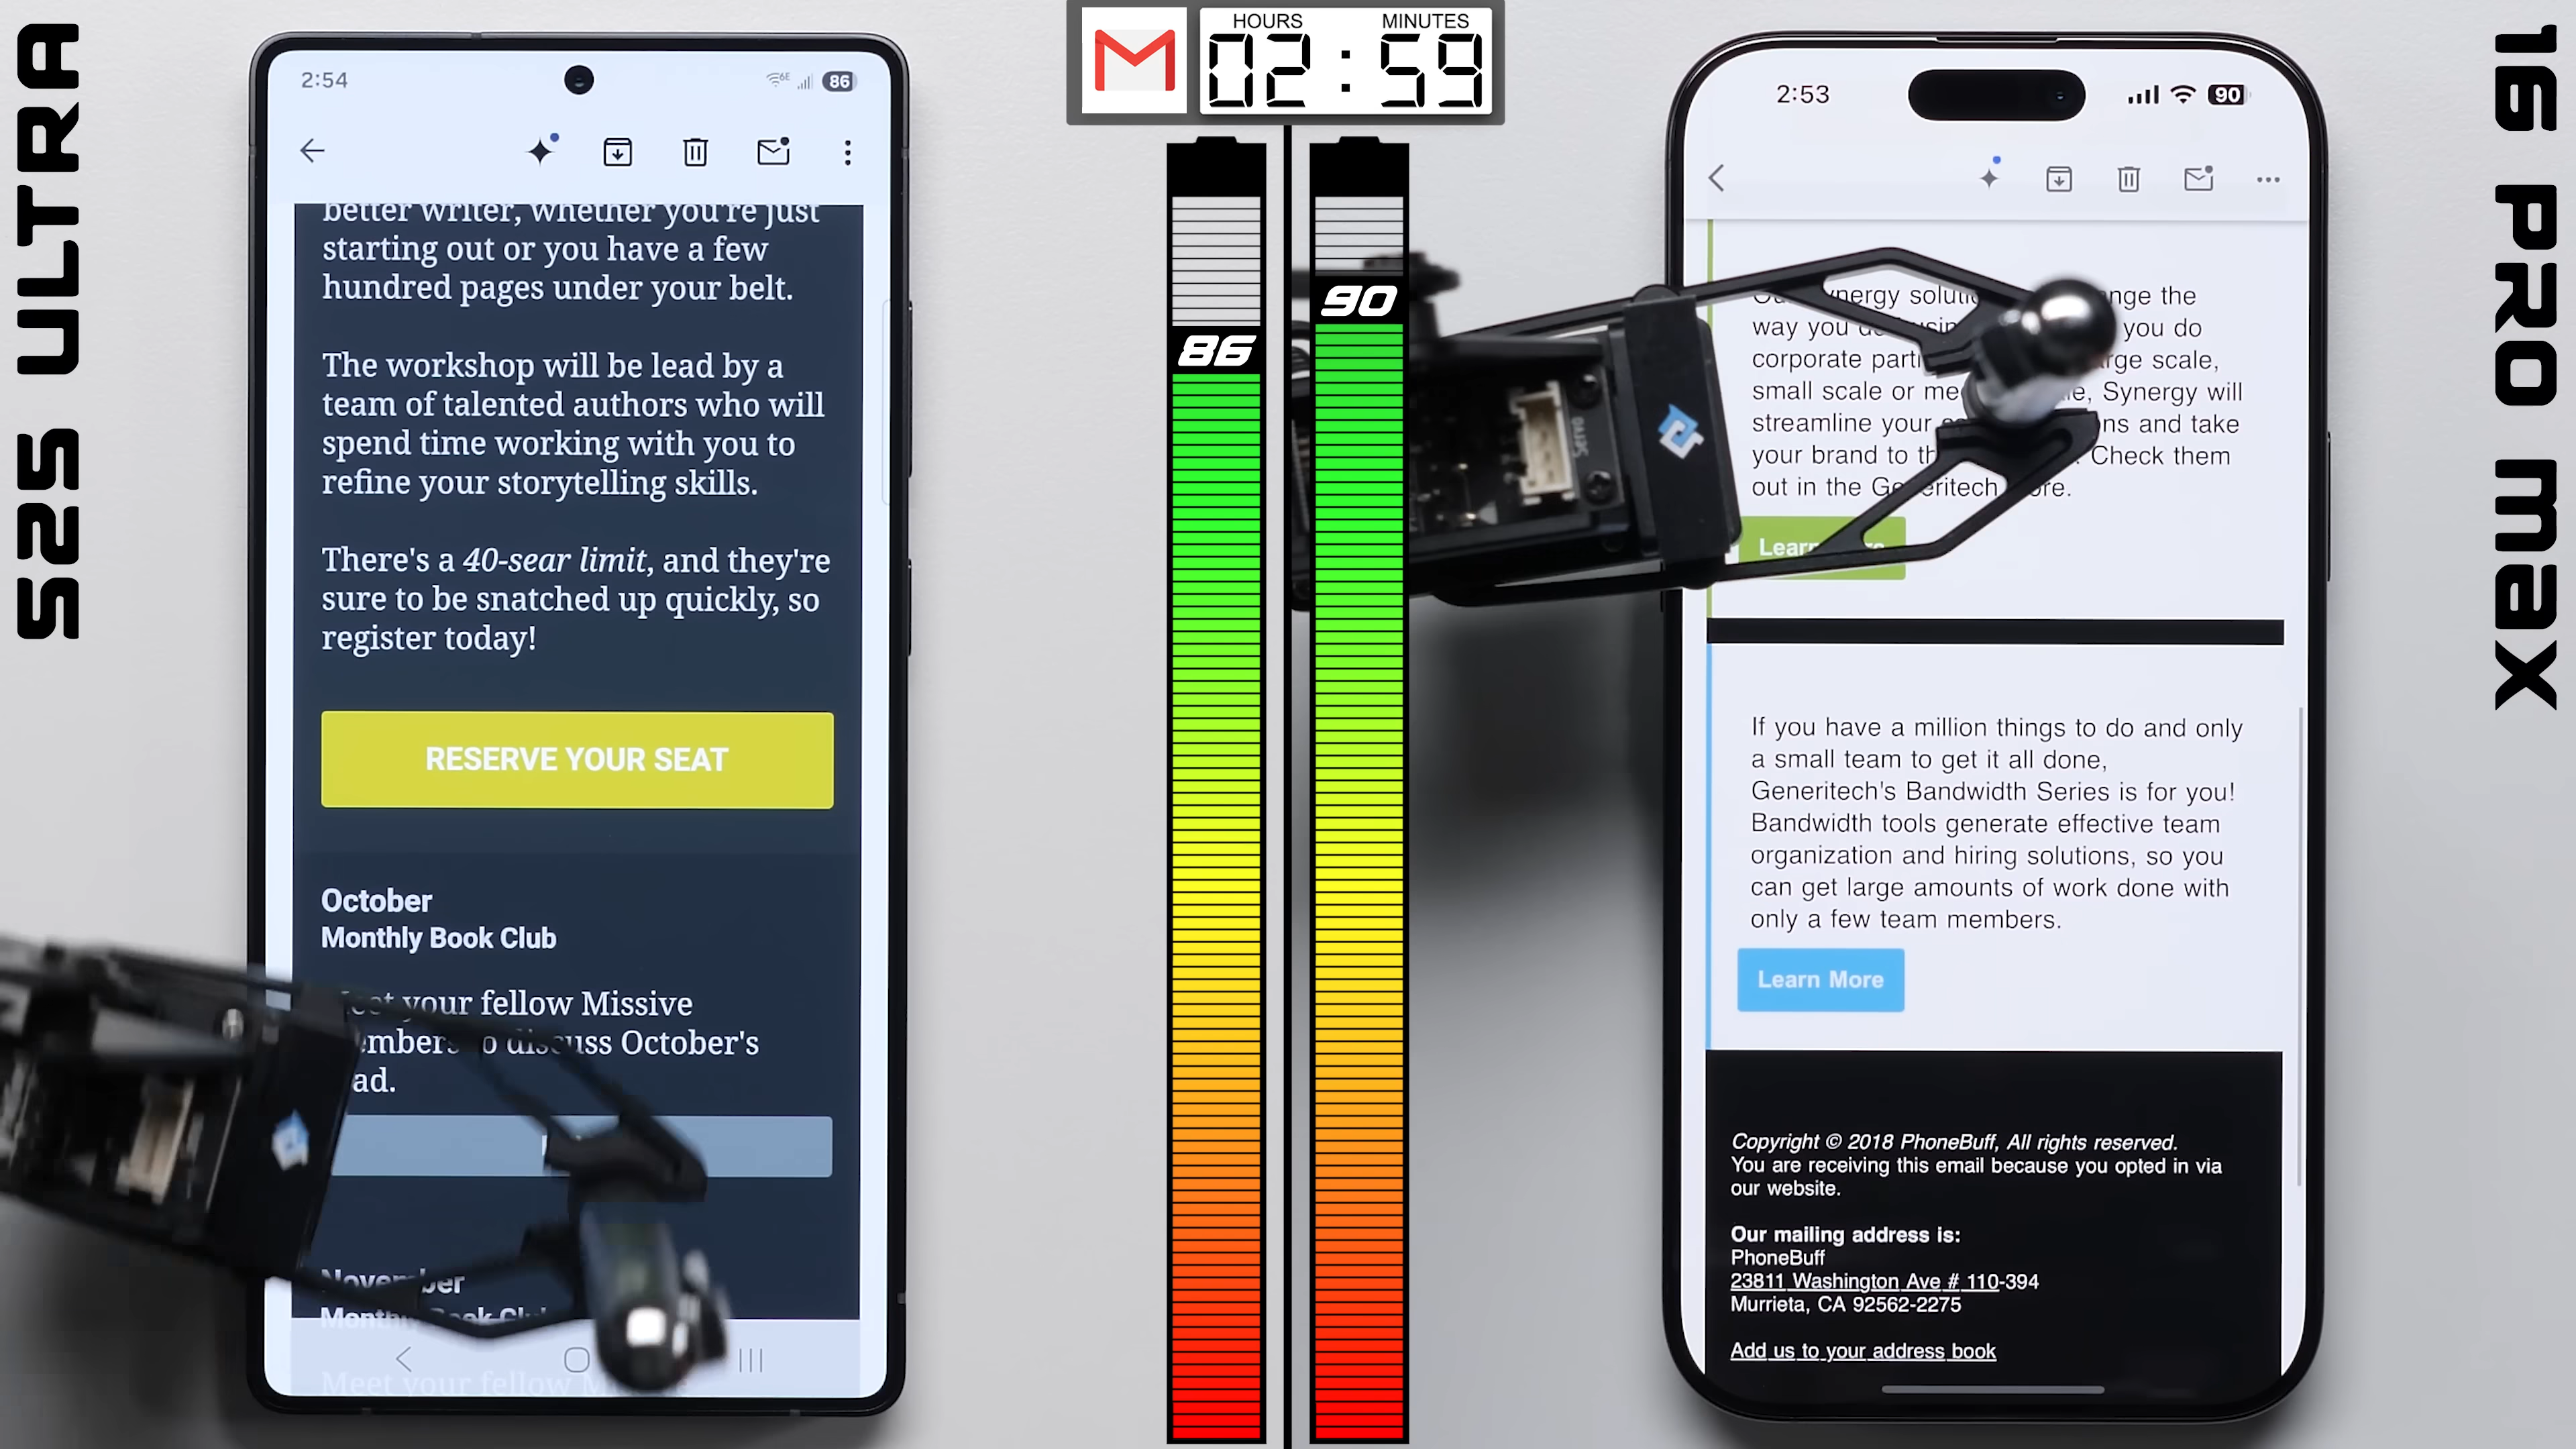 S25 ULTRA
HOURS MINUTES
02:59
86
90
16 PRO MAX
2:54
6E
86
better writer, whether you're just
starting out or you have a few
hundred pages under your belt.
The workshop will be lead by a
team of talented authors who will
spend time working with you to
refine your storytelling skills.
There's a 40-sear limit, and they're
sure to be snatched up quickly, so
register today!
RESERVE YOUR SEAT
October
Monthly Book Club
your fellow Missive
discuss October's
November
Meet your fellow
Servo
2:53
90
way you
you do
corporate
small scale or
Synergy will
streamline your
and take
your brand to
Check them
out in the Generitech
If you have a million things to do and only
a small team to get it all done,
Generitech's Bandwidth Series is for you!
Bandwidth tools generate effective team
organization and hiring solutions, so you
can get large amounts of work done with
only a few team members.
Learn More
Copyright © 2018 PhoneBuff, All rights reserved.
You are receiving this email because you opted in via
our website.
Our mailing address is:
PhoneBuff
23811 Washington Ave # 110-394
Murrieta, CA 92562-2275
Add us to your address book